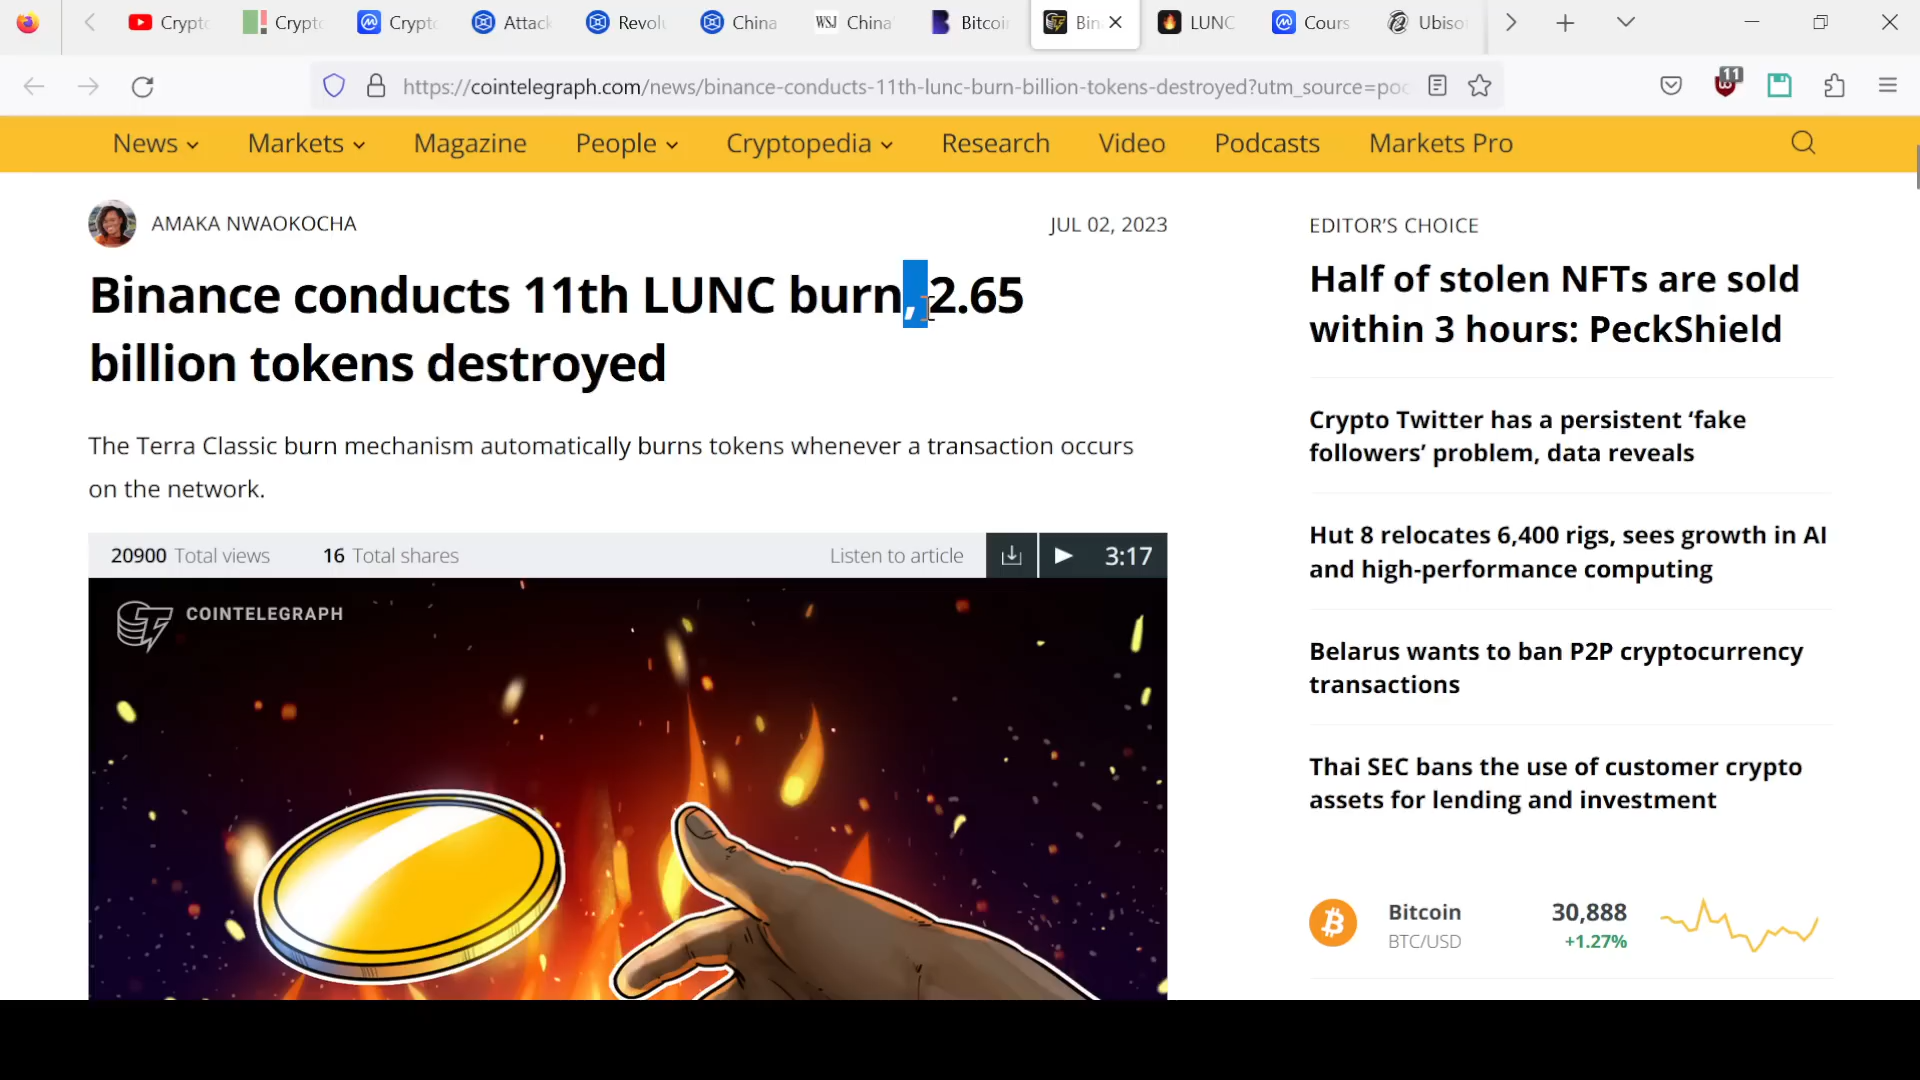 Crypto
Crypto
Crypto
Attack
Revolu
China
WSJ China
Bitcoin
Bin
LUNC
Cours
Ubiso
https://cointelegraph.com/news/binance-conducts-11th-lunc-burn-billion-tokens-destroyed?utm_source=poc
11
News
Markets
Magazine
People
Cryptopedia
Research
Video
Podcasts
Markets Pro
AMAKA NWAOKOCHA
JUL 02, 2023
Binance conducts 11th LUNC burn, 2.65
billion tokens destroyed
The Terra Classic burn mechanism automatically burns tokens whenever a transaction occurs
on the network.
20900 Total views
16 Total shares
Listen to article
3:17
COINTELEGRAPH
EDITOR’S CHOICE
Half of stolen NFTs are sold
within 3 hours: PeckShield
Crypto Twitter has a persistent ‘fake
followers’ problem, data reveals
Hut 8 relocates 6,400 rigs, sees growth in AI
and high-performance computing
Belarus wants to ban P2P cryptocurrency
transactions
Thai SEC bans the use of customer crypto
assets for lending and investment
Bitcoin 30,888
BTC/USD +1.27%